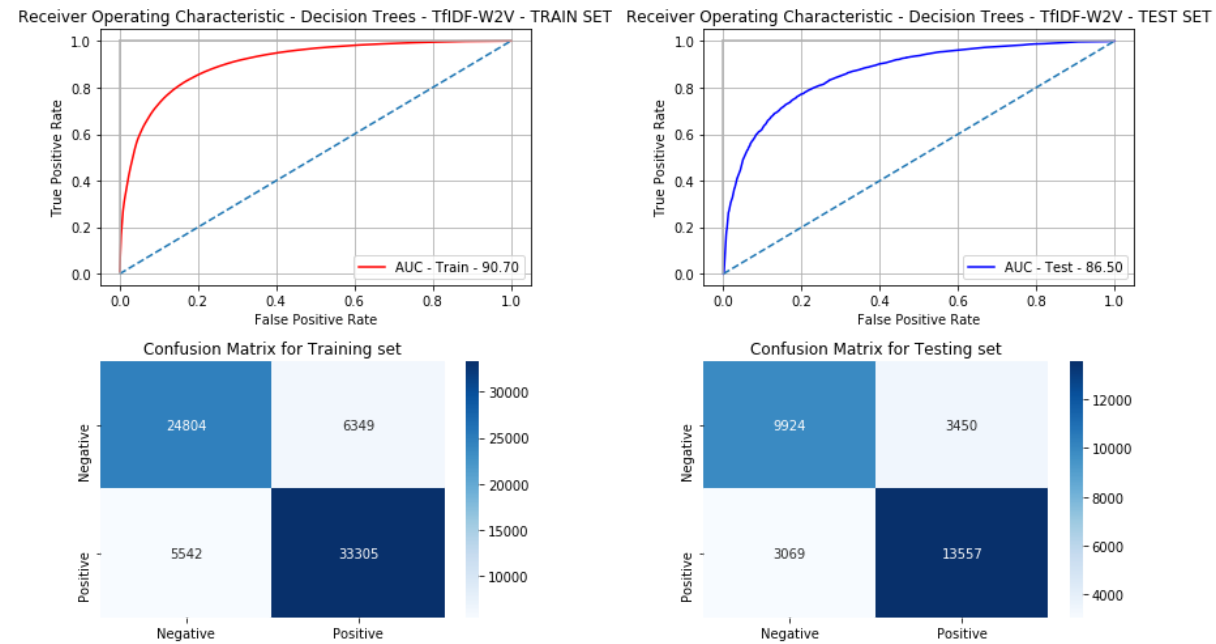 Receiver Operating Characteristic - Decision Trees - TfIDF-W2V - TRAIN SET
1.0
0.8
0.6
0.4
0.2
0.0
True Positive Rate
AUC - Train - 90.70
0.0 0.2 0.4 0.6 0.8 1.0
False Positive Rate
Receiver Operating Characteristic - Decision Trees - TfIDF-W2V - TEST SET
1.0
0.8
0.6
0.4
0.2
0.0
True Positive Rate
AUC - Test - 86.50
0.0 0.2 0.4 0.6 0.8 1.0
False Positive Rate
Confusion Matrix for Training set
Negative
24804 6349
Positive
5542 33305
Negative Positive
30000
25000
20000
15000
10000
Confusion Matrix for Testing set
Negative
9924 3450
Positive
3069 13557
Negative Positive
12000
10000
8000
6000
4000